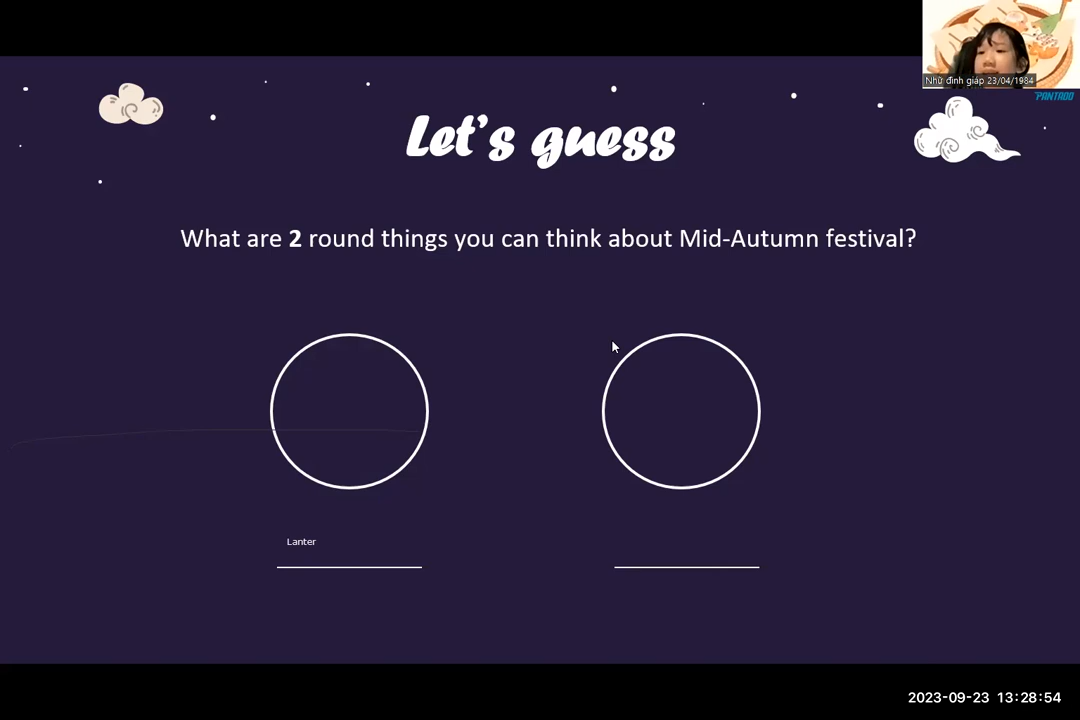 Nhữ đình giáp 23/04/1984
PANTADO
Let's guess
What are 2 round things you can think about Mid-Autumn festival?
Lanter
2023-09-23 13:28:54